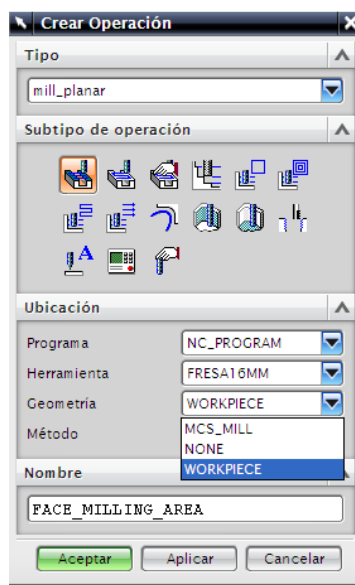 Crear Operación
Tipo
mill_planar
Subtipo de operación
A
Ubicación
Programa NC_PROGRAM
Herramienta FRESA16MM
Geometría WORKPIECE
Método MCS_MILL
NONE
WORKPIECE
Nombre
FACE_MILLING_AREA
Aceptar Aplicar Cancelar